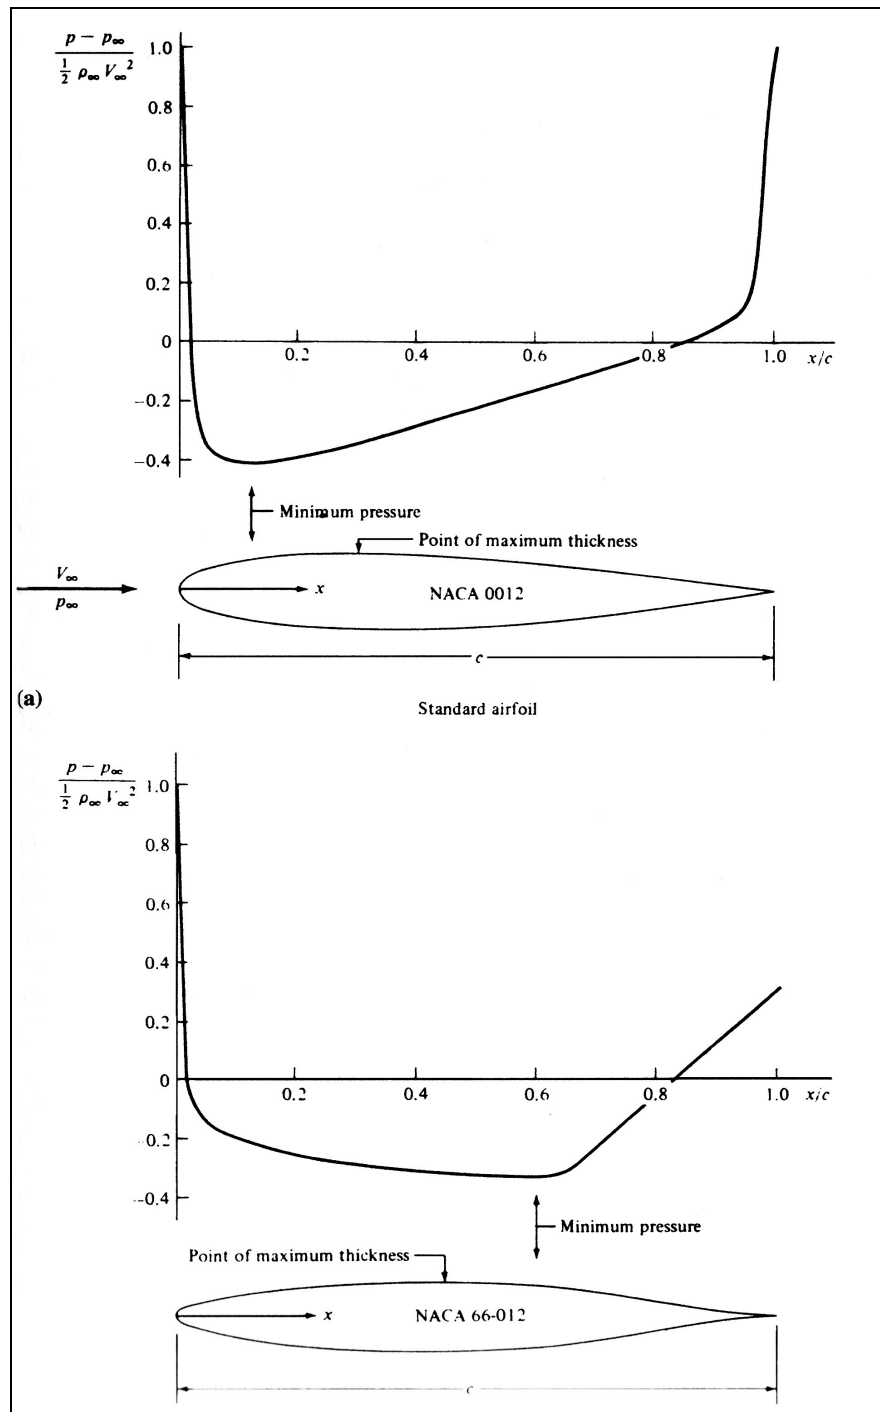 p − p∞
½ ρ∞ V∞²
1.0
0.8
0.6
0.4
0.2
0
−0.2
−0.4
0.2 0.4 0.6 0.8 1.0 x/c
Minimum pressure
Point of maximum thickness
V∞
p∞
x
NACA 0012
c
(a)
Standard airfoil
p − p∞
½ ρ∞ V∞²
1.0
0.8
0.6
0.4
0.2
0
0.2 0.4 0.6 0.8 1.0 x/c
−0.2
−0.4
Minimum pressure
Point of maximum thickness
x
NACA 66-012
c